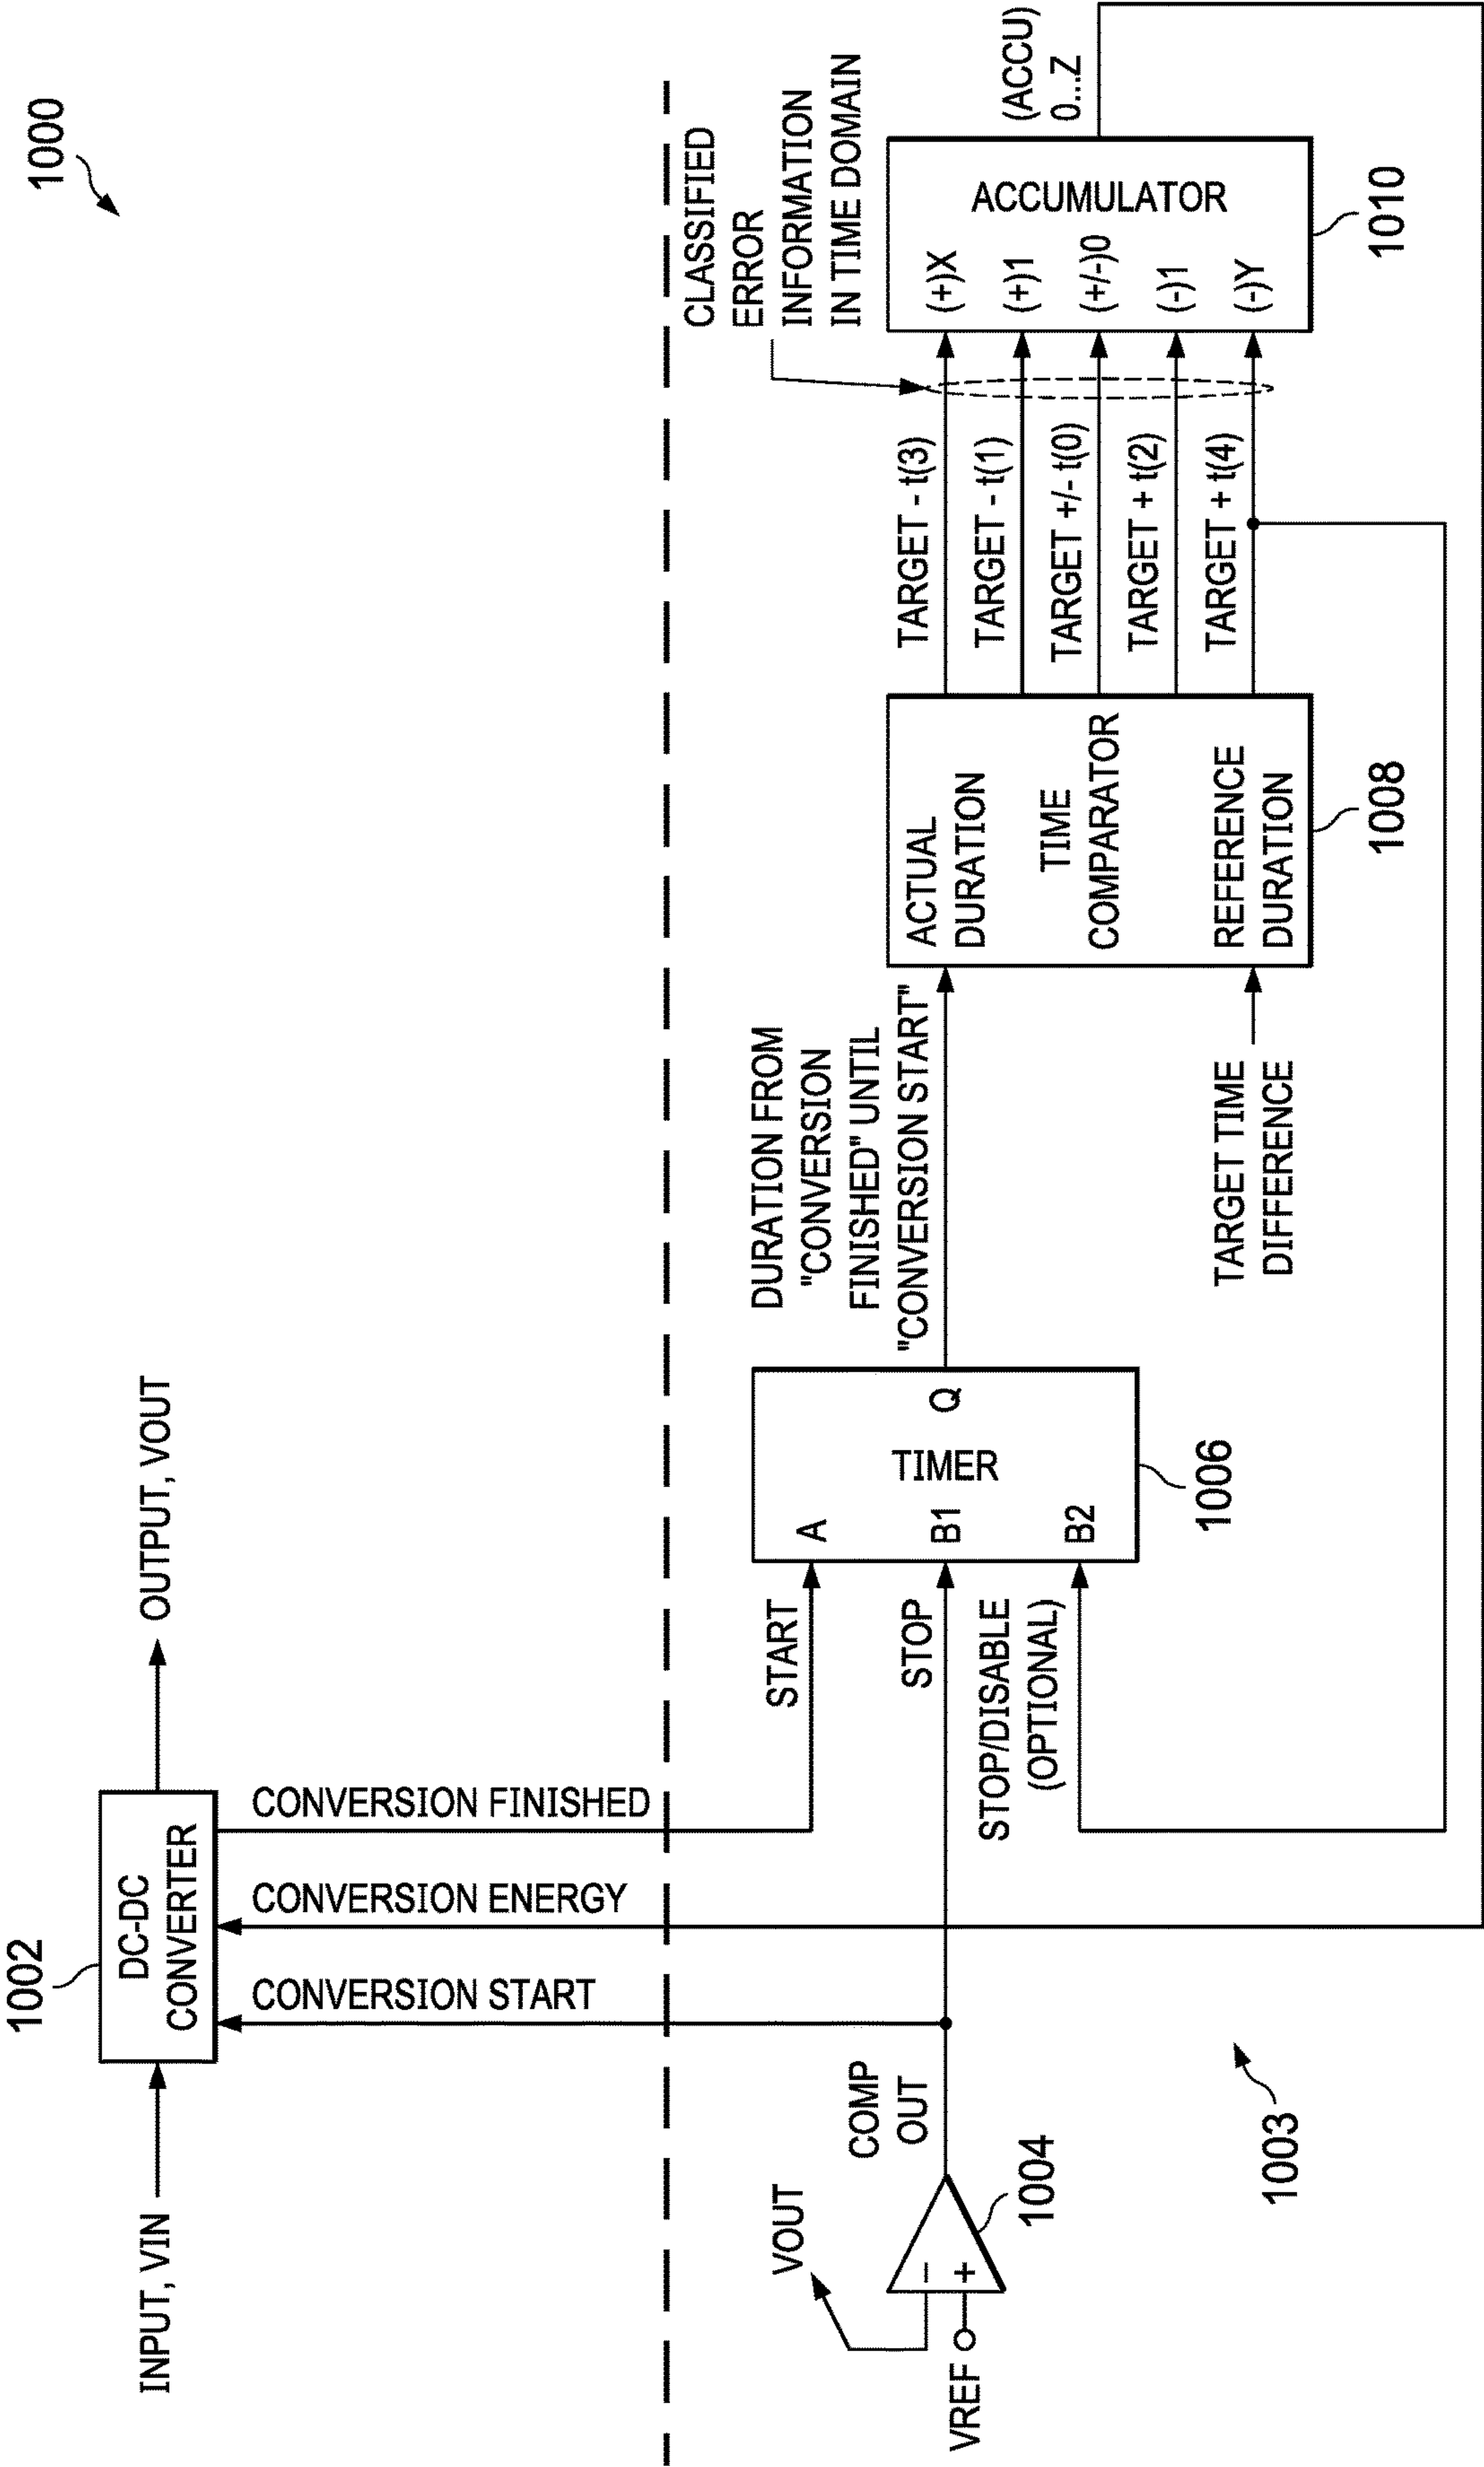 1000
INPUT, VIN
1002
DC-DC
CONVERTER
OUTPUT, VOUT
CONVERSION START
CONVERSION ENERGY
CONVERSION FINISHED
VOUT
VREF
-
+
1004
COMP
OUT
1003
START
STOP
STOP/DISABLE
(OPTIONAL)
A
B1
B2
TIMER
Q
1006
DURATION FROM
"CONVERSION
FINISHED" UNTIL
"CONVERSION START"
TARGET TIME
DIFFERENCE
ACTUAL
DURATION
TIME
COMPARATOR
REFERENCE
DURATION
1008
TARGET - t(3)
TARGET - t(1)
TARGET +/- t(0)
TARGET + t(2)
TARGET + t(4)
CLASSIFIED
ERROR
INFORMATION
IN TIME DOMAIN
(+)X
(+)1
(+/-)0
(-)1
(-)Y
ACCUMULATOR
1010
(ACCU)
0...Z